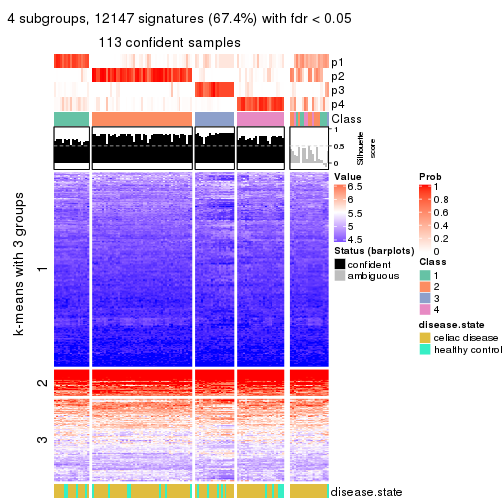 4 subgroups, 12147 signatures (67.4%) with fdr < 0.05
113 confident samples
p1
p2
p3
p4
Class
1
0.5
0
Silhouette
score
k-means with 3 groups
1
2
3
disease.state
Value
6.5
6
5.5
5
4.5
Status (barplots)
confident
ambiguous
Prob
1
0.8
0.6
0.4
0.2
0
Class
1
2
3
4
disease.state
celiac disease
healthy control